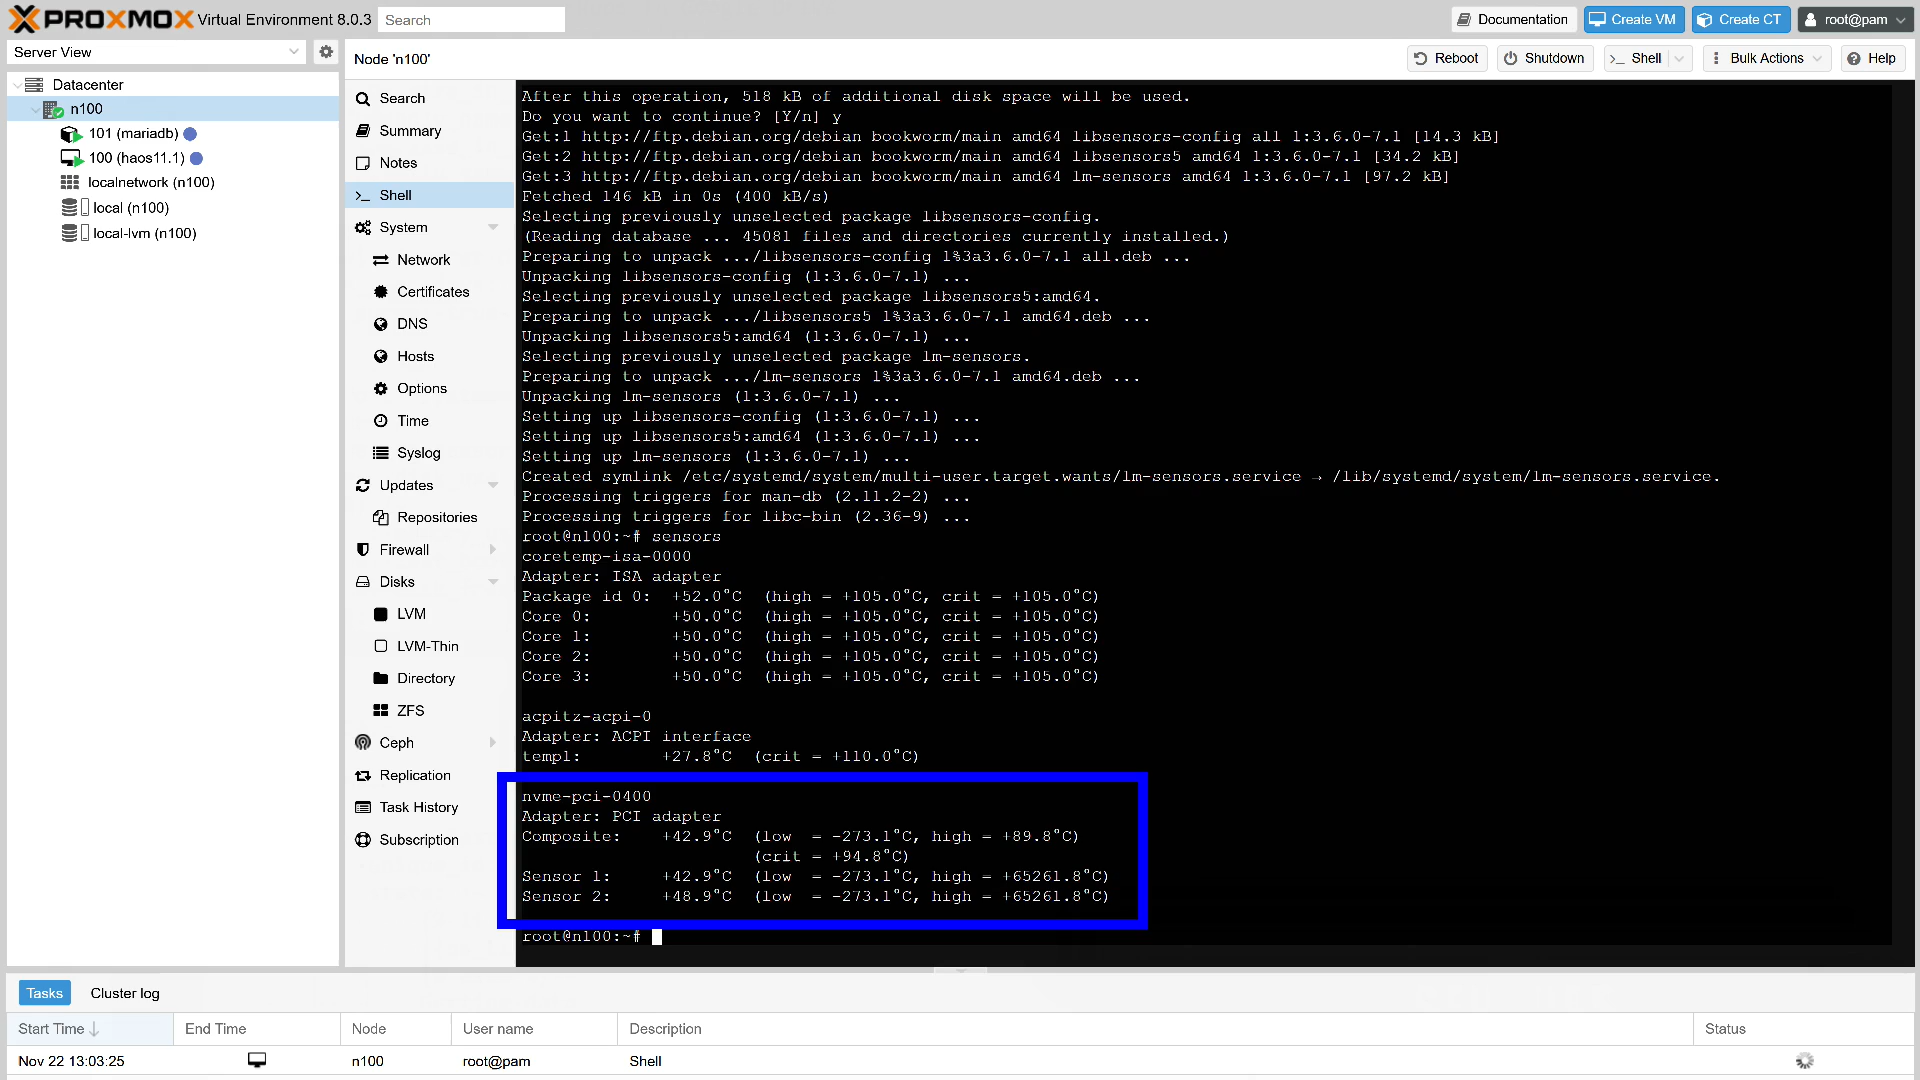 PROXMOX Virtual Environment 8.0.3 Search Documentation Create VM Create CT root@pam
Server View
Node 'n100' Reboot Shutdown >_ Shell Bulk Actions Help
Datacenter
n100
101 (mariadb)
100 (haos11.1)
localnetwork (n100)
local (n100)
local-lvm (n100)
Search
Summary
Notes
>_ Shell
System
Network
Certificates
DNS
Hosts
Options
Time
Syslog
Updates
Repositories
Firewall
Disks
LVM
LVM-Thin
Directory
ZFS
Ceph
Replication
Task History
Subscription
After this operation, 518 kB of additional disk space will be used.
Do you want to continue? [Y/n] y
Get:1 http://ftp.debian.org/debian bookworm/main amd64 libsensors-config all 1:3.6.0-7.1 [14.3 kB]
Get:2 http://ftp.debian.org/debian bookworm/main amd64 libsensors5 amd64 1:3.6.0-7.1 [34.2 kB]
Get:3 http://ftp.debian.org/debian bookworm/main amd64 lm-sensors amd64 1:3.6.0-7.1 [97.2 kB]
Fetched 146 kB in 0s (400 kB/s)
Selecting previously unselected package libsensors-config.
(Reading database ... 45081 files and directories currently installed.)
Preparing to unpack .../libsensors-config 1%3a3.6.0-7.1 all.deb ...
Unpacking libsensors-config (1:3.6.0-7.1) ...
Selecting previously unselected package libsensors5:amd64.
Preparing to unpack .../libsensors5 1%3a3.6.0-7.1 amd64.deb ...
Unpacking libsensors5:amd64 (1:3.6.0-7.1) ...
Selecting previously unselected package lm-sensors.
Preparing to unpack .../lm-sensors 1%3a3.6.0-7.1 amd64.deb ...
Unpacking lm-sensors (1:3.6.0-7.1) ...
Setting up libsensors-config (1:3.6.0-7.1) ...
Setting up libsensors5:amd64 (1:3.6.0-7.1) ...
Setting up lm-sensors (1:3.6.0-7.1) ...
Created symlink /etc/systemd/system/multi-user.target.wants/lm-sensors.service → /lib/systemd/system/lm-sensors.service.
Processing triggers for man-db (2.11.2-2) ...
Processing triggers for libc-bin (2.36-9) ...
root@n100:~# sensors
coretemp-isa-0000
Adapter: ISA adapter
Package id 0: +52.0°C (high = +105.0°C, crit = +105.0°C)
Core 0: +50.0°C (high = +105.0°C, crit = +105.0°C)
Core 1: +50.0°C (high = +105.0°C, crit = +105.0°C)
Core 2: +50.0°C (high = +105.0°C, crit = +105.0°C)
Core 3: +50.0°C (high = +105.0°C, crit = +105.0°C)
acpitz-acpi-0
Adapter: ACPI interface
temp1: +27.8°C (crit = +110.0°C)
nvme-pci-0400
Adapter: PCI adapter
Composite: +42.9°C (low = -273.1°C, high = +89.8°C)
(crit = +94.8°C)
Sensor 1: +42.9°C (low = -273.1°C, high = +65261.8°C)
Sensor 2: +48.9°C (low = -273.1°C, high = +65261.8°C)
root@n100:~#
Tasks Cluster log
Start Time End Time Node User name Description Status
Nov 22 13:03:25 n100 root@pam Shell